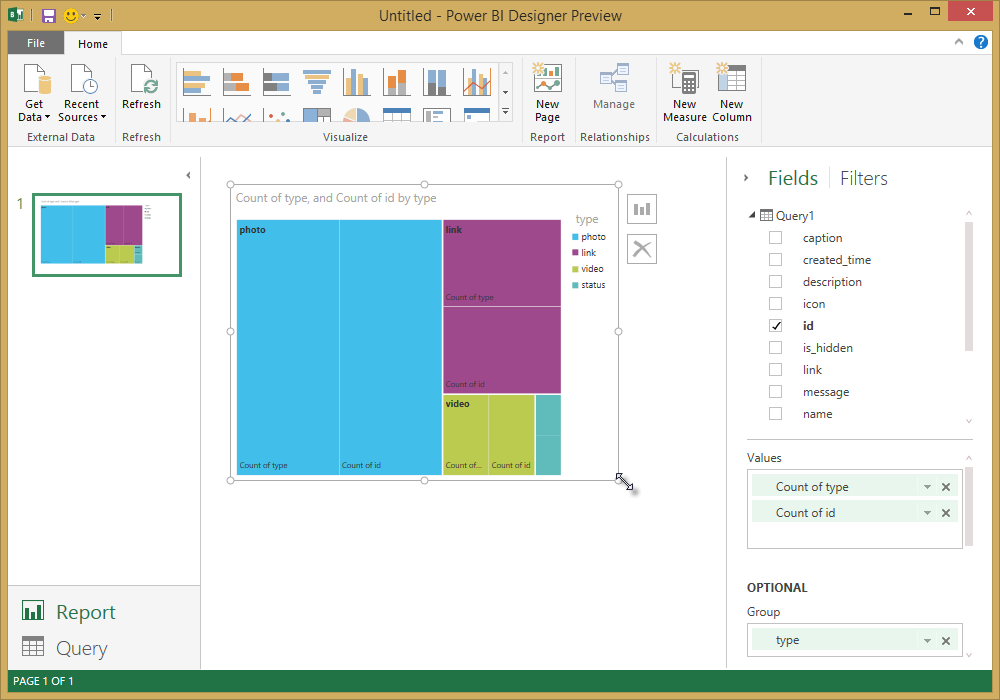 Untitled - Power BI Designer Preview
File Home
Get Data
Recent Sources
Refresh
New Page
Manage
New Measure
New Column
External Data
Refresh
Visualize
Report
Relationships
Calculations
1
Count of type, and Count of id by type
photo
Count of type
Count of id
link
Count of type
Count of id
video
Count of...
Count of id
type
photo
link
video
status
Fields Filters
Query1
caption
created_time
description
icon
id
is_hidden
link
message
name
Values
Count of type
Count of id
OPTIONAL
Group
type
Report
Query
PAGE 1 OF 1